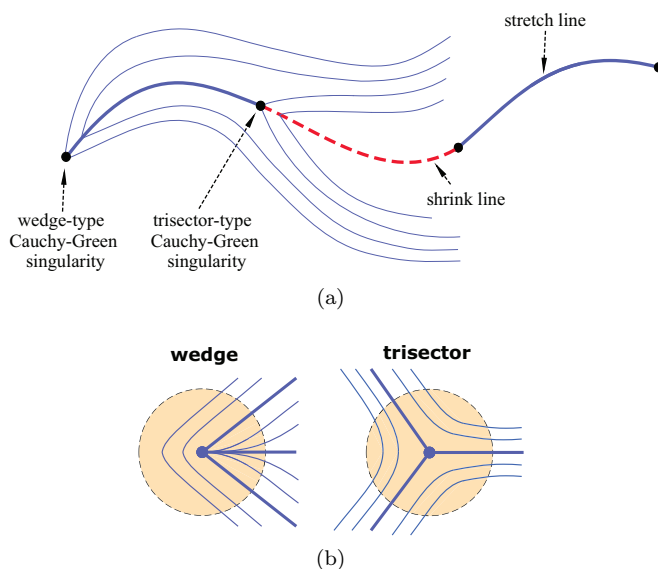 stretch line
shrink line
wedge-type
Cauchy-Green
singularity
trisector-type
Cauchy-Green
singularity
(a)
wedge
trisector
(b)